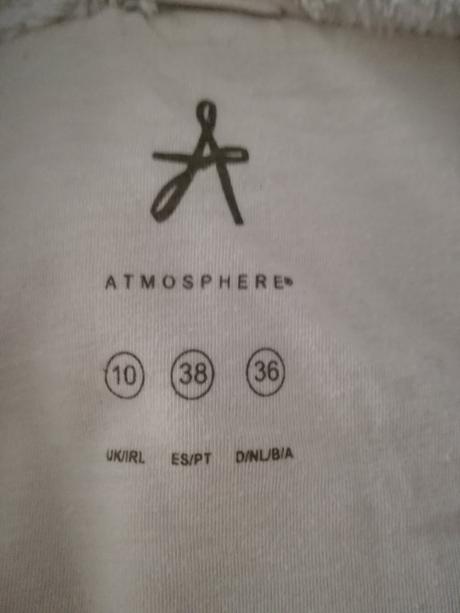 ATMOSPHERE®
10 38 36
UK/IRL ES/PT D/NL/B/A